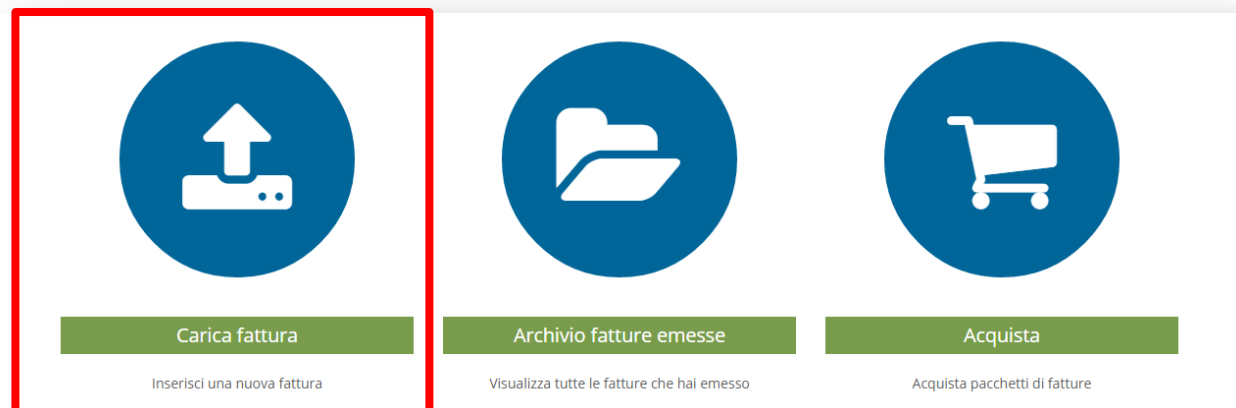 Carica fattura
Archivio fatture emesse
Acquista
Inserisci una nuova fattura
Visualizza tutte le fatture che hai emesso
Acquista pacchetti di fatture